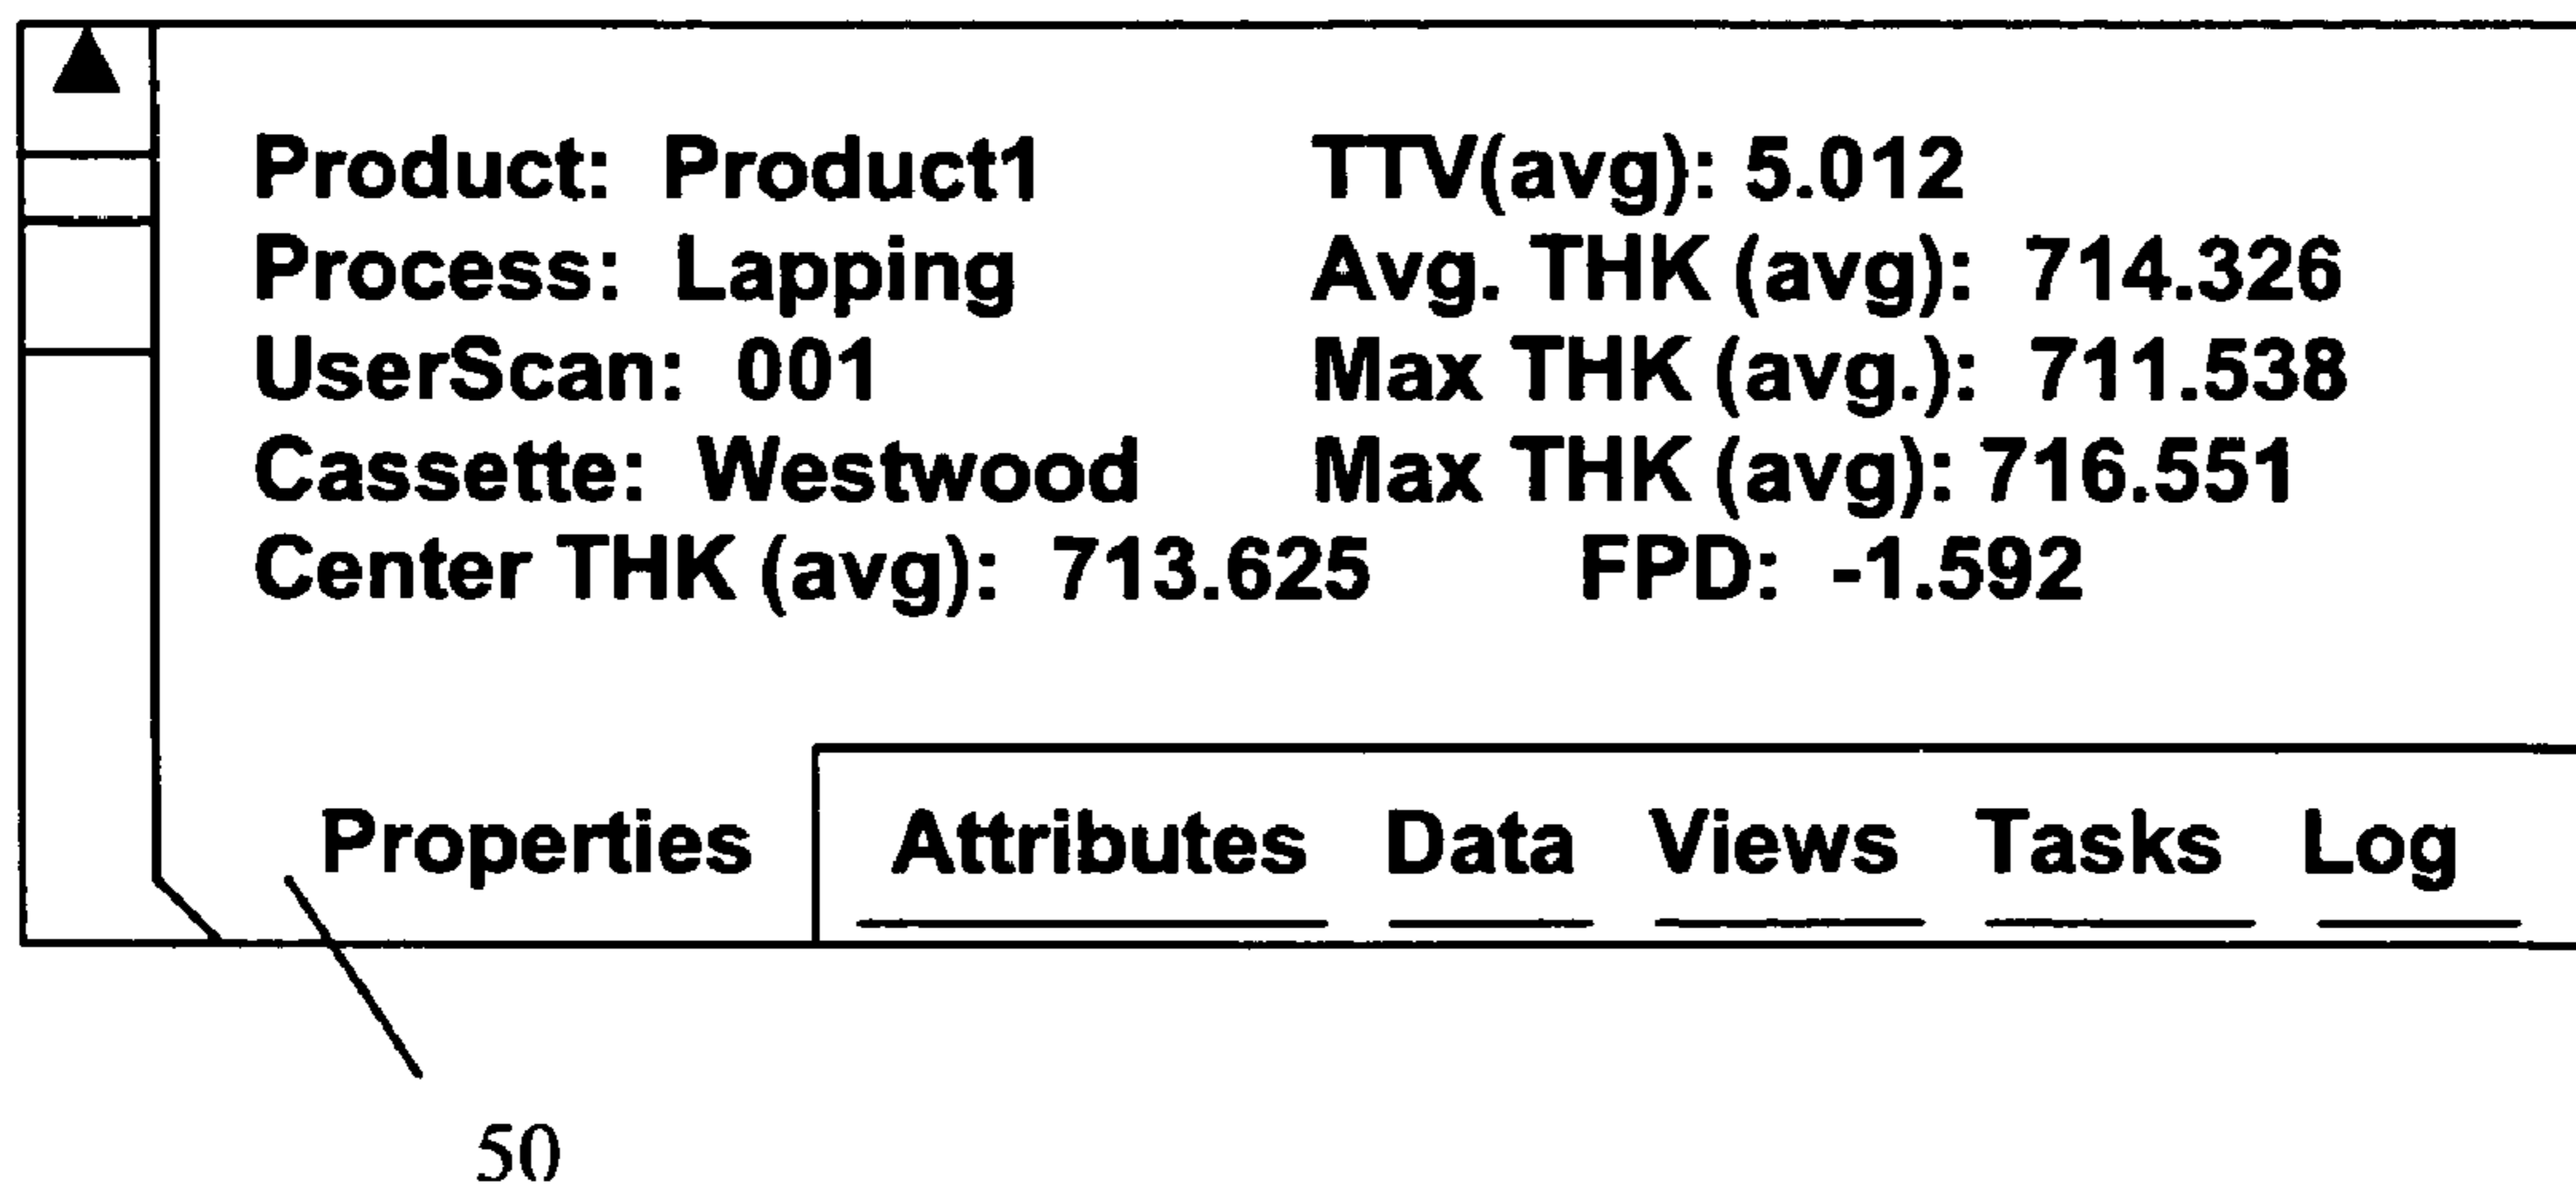 Product: Product1 TTV(avg): 5.012
Process: Lapping Avg. THK (avg): 714.326
UserScan: 001 Max THK (avg.): 711.538
Cassette: Westwood Max THK (avg): 716.551
Center THK (avg): 713.625 FPD: -1.592
Properties Attributes Data Views Tasks Log
50